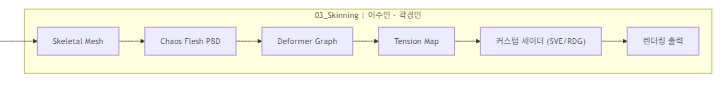 03_Skinning | 이수민 · 곽경민
Skeletal Mesh
Chaos Flesh PBD
Deformer Graph
Tension Map
커스텀 셰이더 (SVE/RDG)
렌더링 출력